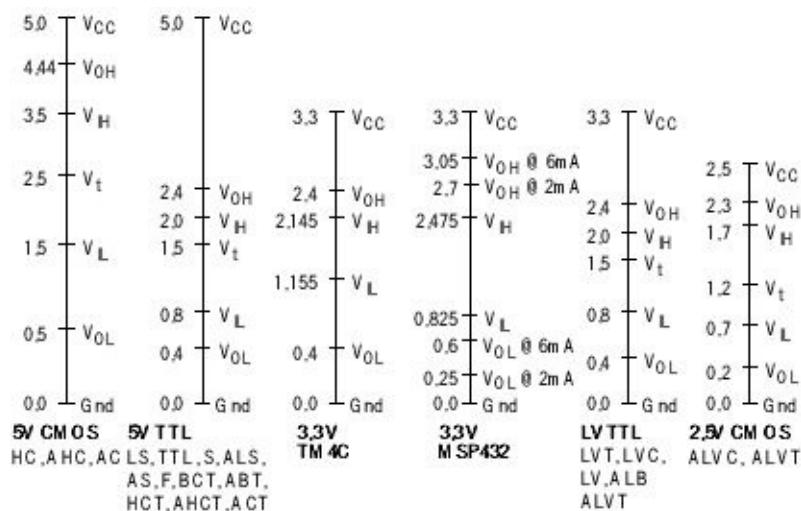 5.0 VCC
4.44 VOH
3.5 VIH
2.5 Vt
1.5 VIL
0.5 VOL
0.0 Gnd
5V CMOS
HC, AHC, AC
5.0 VCC
2.4 VOH
2.0 VIH
1.5 Vt
0.8 VIL
0.4 VOL
0.0 Gnd
5V TTL
LS, TTL, S, ALS,
AS, F, BCT, ABT,
HCT, AHCT, ACT
3.3 VCC
2.4 VOH
2.145 VIH
1.155 VIL
0.4 VOL
0.0 Gnd
3.3V
TM4C
3.3 VCC
3.05 VOH @ 6mA
2.7 VOH @ 2mA
2.475 VIH
0.825 VIL
0.6 VOL @ 6mA
0.25 VOL @ 2mA
0.0 Gnd
3.3V
MSP432
3.3 VCC
2.4 VOH
2.0 VIH
1.5 Vt
0.8 VIL
0.4 VOL
0.0 Gnd
LVTTL
LVT, LVC,
LV, ALB
ALVT
2.5 VCC
2.3 VOH
1.7 VIH
1.2 Vt
0.7 VIL
0.2 VOL
0.0 Gnd
2.5V CMOS
ALVC, ALVT